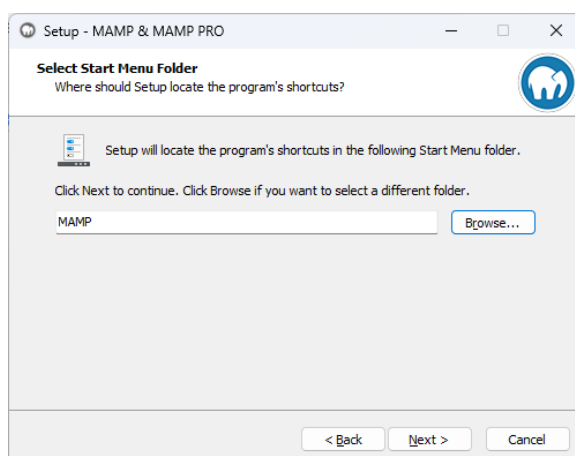 Setup - MAMP & MAMP PRO
Select Start Menu Folder
Where should Setup locate the program's shortcuts?
Setup will locate the program's shortcuts in the following Start Menu folder.
Click Next to continue. Click Browse if you want to select a different folder.
MAMP
Browse...
< Back
Next >
Cancel